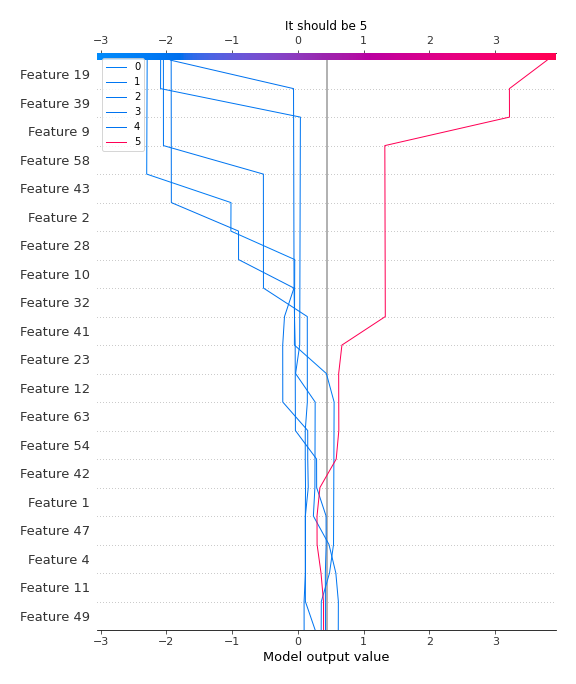 It should be 5
−3 −2 −1 0 1 2 3
0
1
2
3
4
5
Feature 19
Feature 39
Feature 9
Feature 58
Feature 43
Feature 2
Feature 28
Feature 10
Feature 32
Feature 41
Feature 23
Feature 12
Feature 63
Feature 54
Feature 42
Feature 1
Feature 47
Feature 4
Feature 11
Feature 49
−3 −2 −1 0 1 2 3
Model output value